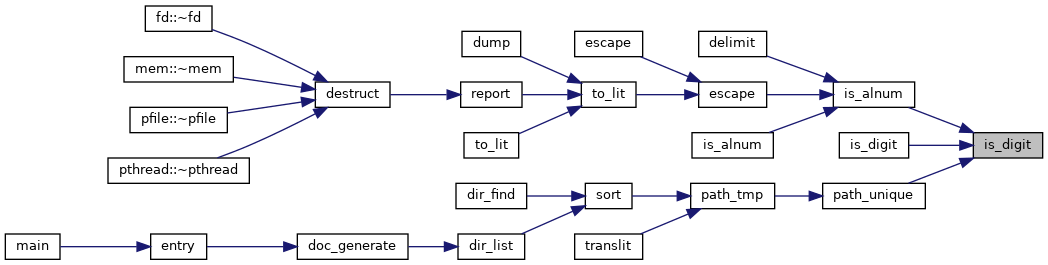 fd::~fd
dump
escape
delimit
mem::~mem
destruct
report
to_lit
escape
is_alnum
pfile::~pfile
to_lit
is_alnum
is_digit
is_digit
pthread::~pthread
dir_find
sort
path_tmp
path_unique
main
entry
doc_generate
dir_list
translit